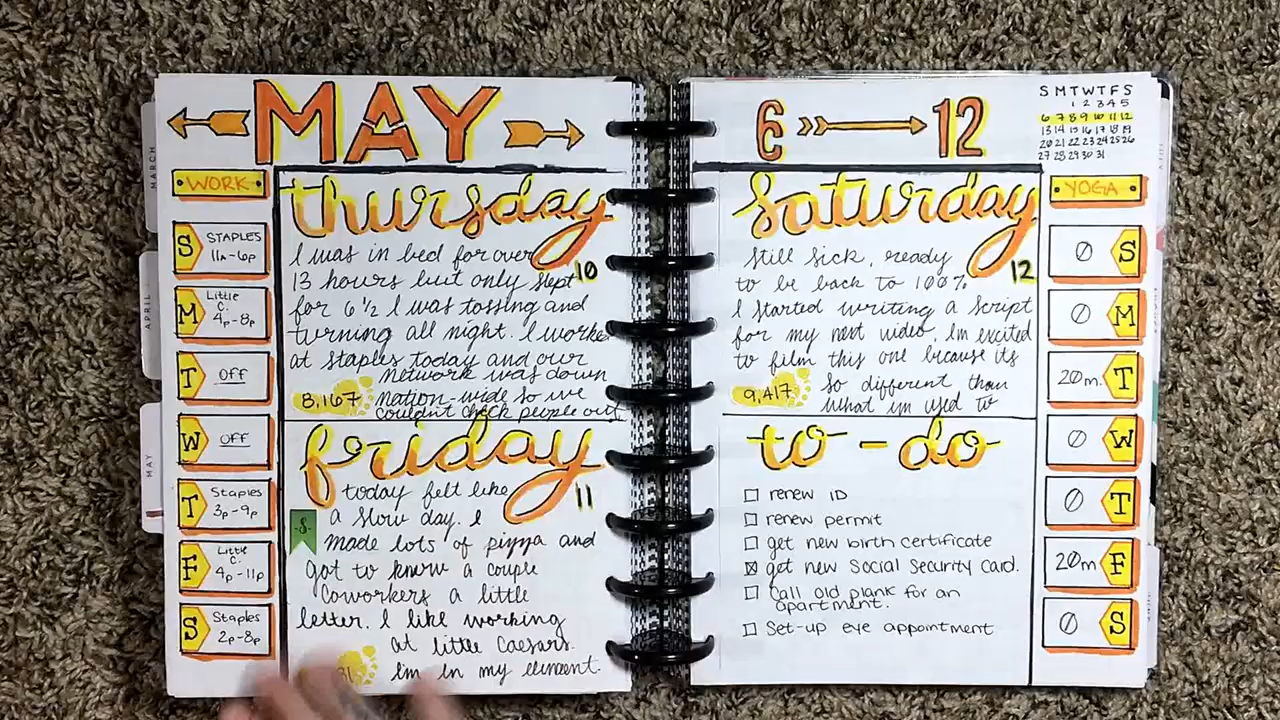 MAY
6 12
S M T W T F S
1 2 3 4 5
6 7 8 9 10 11 12
13 14 15 16 17 18 19
20 21 22 23 24 25 26
27 28 29 30 31
MARCH
APRIL
MAY
WORK
S STAPLES
11a-6p
M Little
C.
4p-8p
T OFF
W OFF
T Staples
3p-9p
F Little
C.
4p-11p
S Staples
2p-8p
thursday
10
I was in bed for over
13 hours but only slept
for 6 1/2 I was tossing and
turning all night. I worked
at staples today and our
network was down
8,167 nation-wide so we
couldn't check people out
friday
11
today felt like
-$- a slow day. I
made lots of pizza and
got to know a couple
coworkers a little
better. I like working
at little Caesars.
I'm in my element.
Saturday
12
Still sick, ready
to be back to 100%
I started writing a script
for my next video. I'm excited
to film this one because its
9,417 so different than
what im used to
to-do
renew ID
renew permit
get new birth certificate
get new Social Security card.
Call old plank for an
apartment.
Set-up eye appointment
YOGA
0 S
0 M
20m. T
0 W
0 T
20m F
0 S